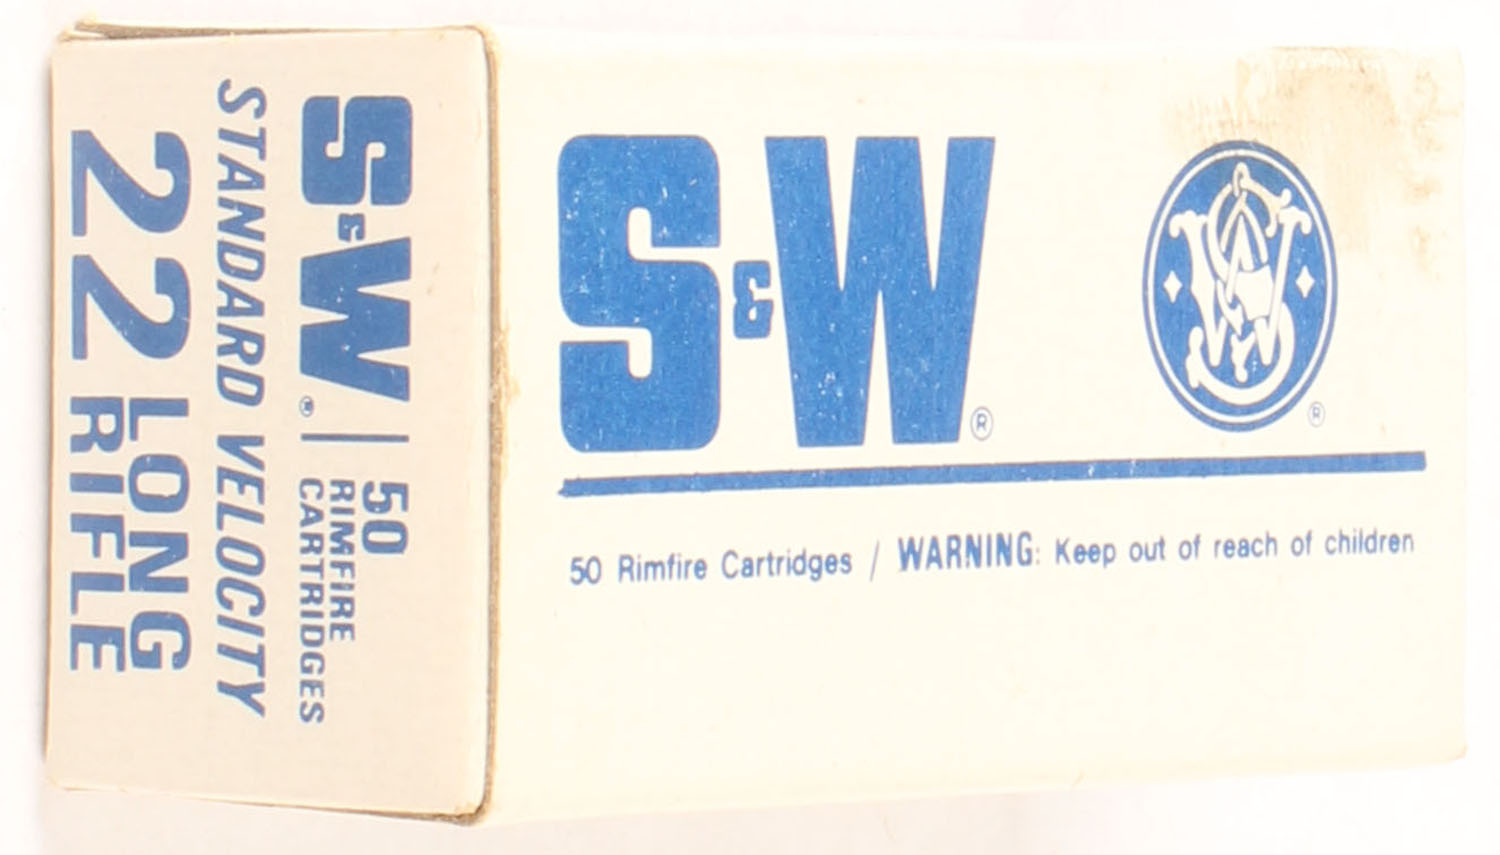 S&W®
50
RIMFIRE
CARTRIDGES
STANDARD VELOCITY
22 LONG
RIFLE
S&W®
®
50 Rimfire Cartridges / WARNING: Keep out of reach of children